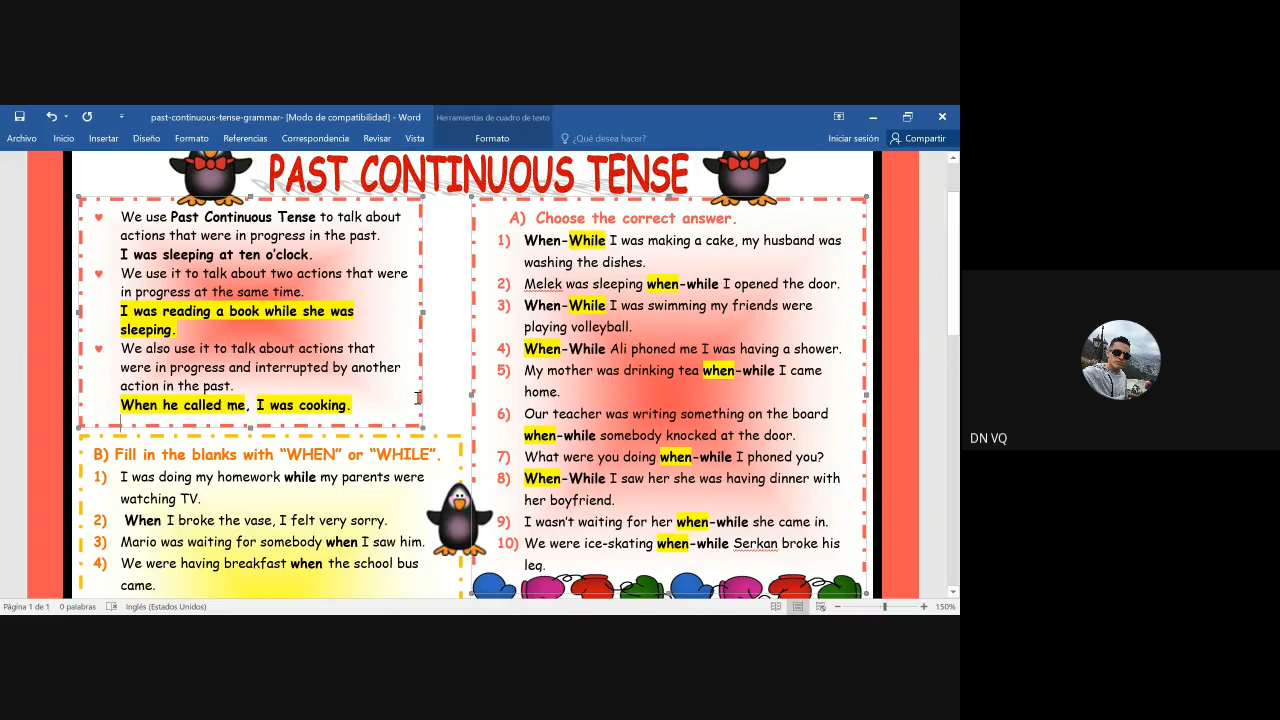 past-continuous-tense-grammar- [Modo de compatibilidad] - Word
Herramientas de cuadro de texto
Archivo Inicio Insertar Diseño Formato Referencias Correspondencia Revisar Vista Formato ¿Qué desea hacer? Iniciar sesión Compartir
PAST CONTINUOUS TENSE
We use Past Continuous Tense to talk about
actions that were in progress in the past.
I was sleeping at ten o'clock.
We use it to talk about two actions that were
in progress at the same time.
I was reading a book while she was
sleeping.
We also use it to talk about actions that
were in progress and interrupted by another
action in the past.
When he called me, I was cooking.
B) Fill in the blanks with "WHEN" or "WHILE".
1) I was doing my homework while my parents were
watching TV.
2) When I broke the vase, I felt very sorry.
3) Mario was waiting for somebody when I saw him.
4) We were having breakfast when the school bus
came.
A) Choose the correct answer.
1) When-While I was making a cake, my husband was
washing the dishes.
2) Melek was sleeping when-while I opened the door.
3) When-While I was swimming my friends were
playing volleyball.
4) When-While Ali phoned me I was having a shower.
5) My mother was drinking tea when-while I came
home.
6) Our teacher was writing something on the board
when-while somebody knocked at the door.
7) What were you doing when-while I phoned you?
8) When-While I saw her she was having dinner with
her boyfriend.
9) I wasn't waiting for her when-while she came in.
10) We were ice-skating when-while Serkan broke his
leg.
Página 1 de 1 0 palabras Inglés (Estados Unidos) 150%
DN VQ